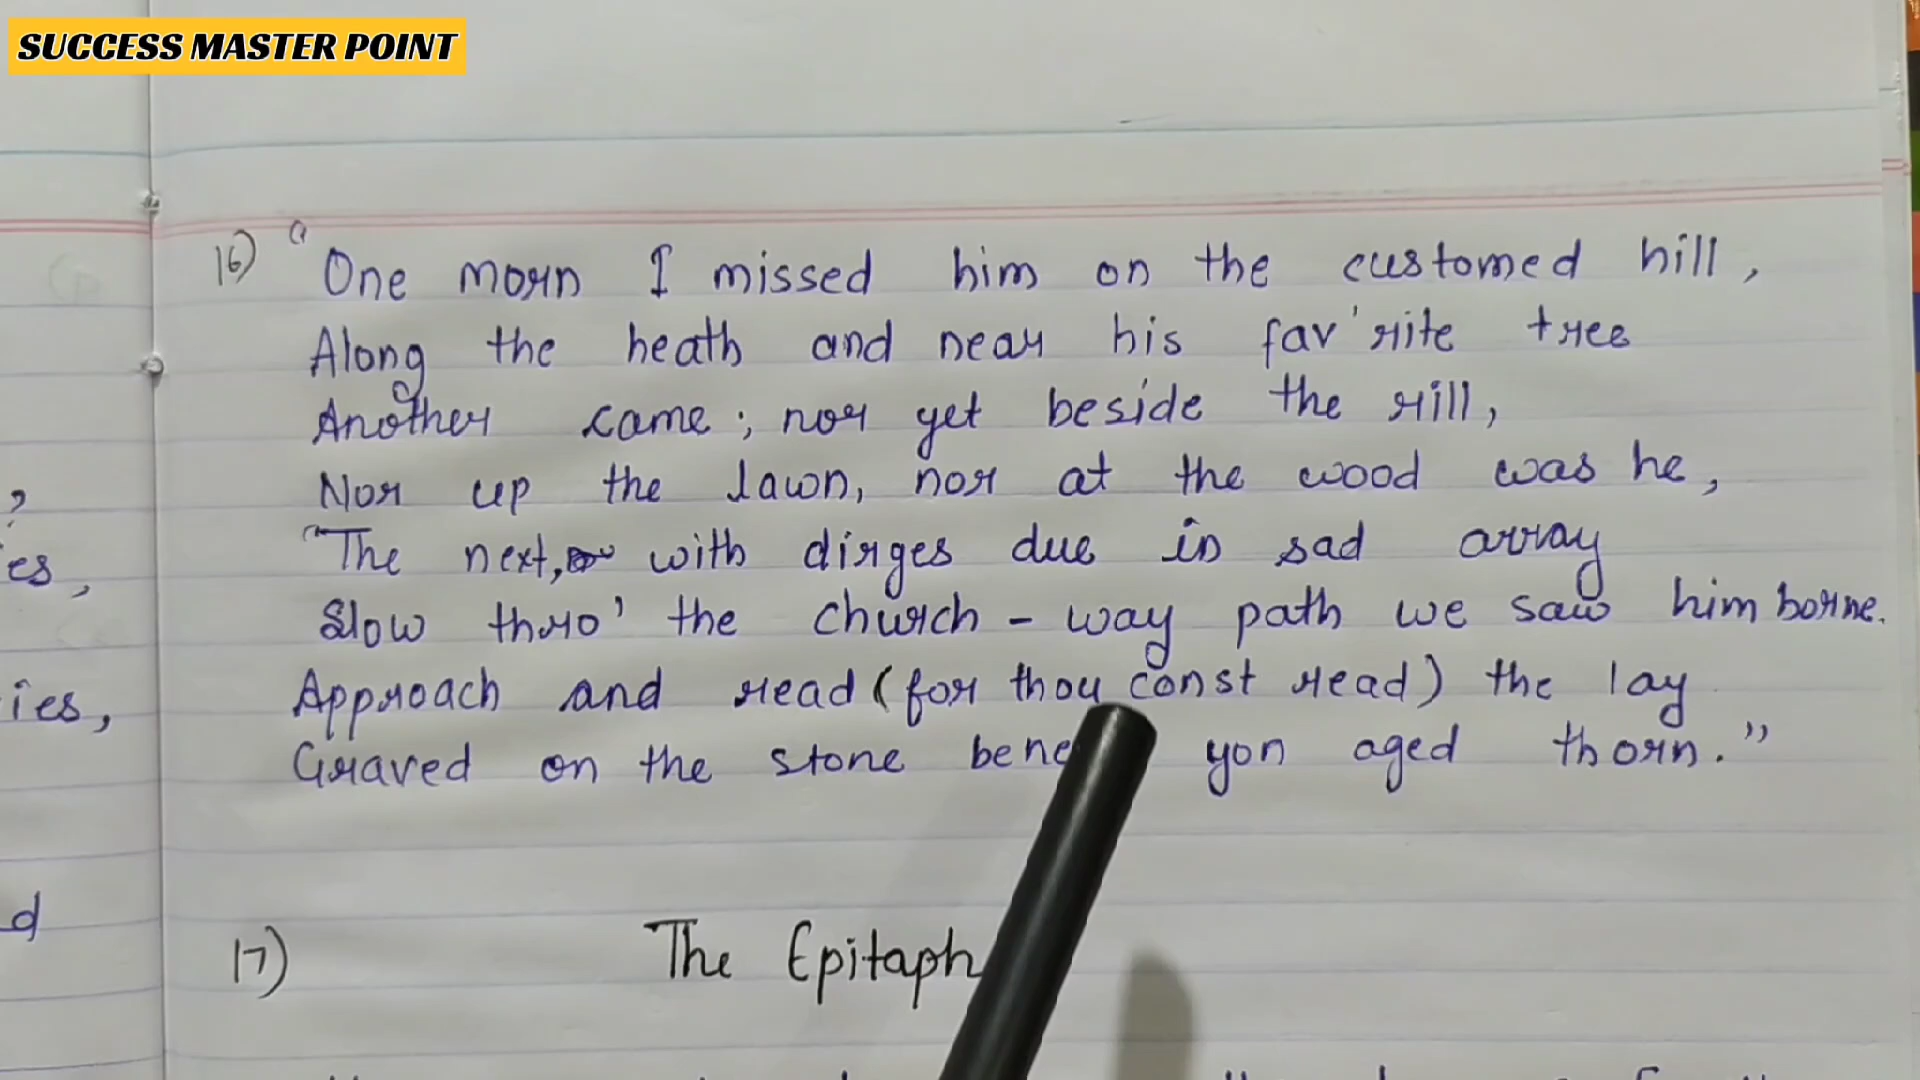 SUCCESS MASTER POINT
16) "One morn I missed him on the customed hill,
Along the heath and near his fav'rite tree
Another came; nor yet beside the rill,
Nor up the lawn, nor at the wood was he,
"The next, with dirges due in sad array
es,
Slow thro' the church - way path we saw him borne.
Approach and read (for thou const read) the lay
ies,
Graved on the stone bene yon aged thorn."
d
17) The Epitaph